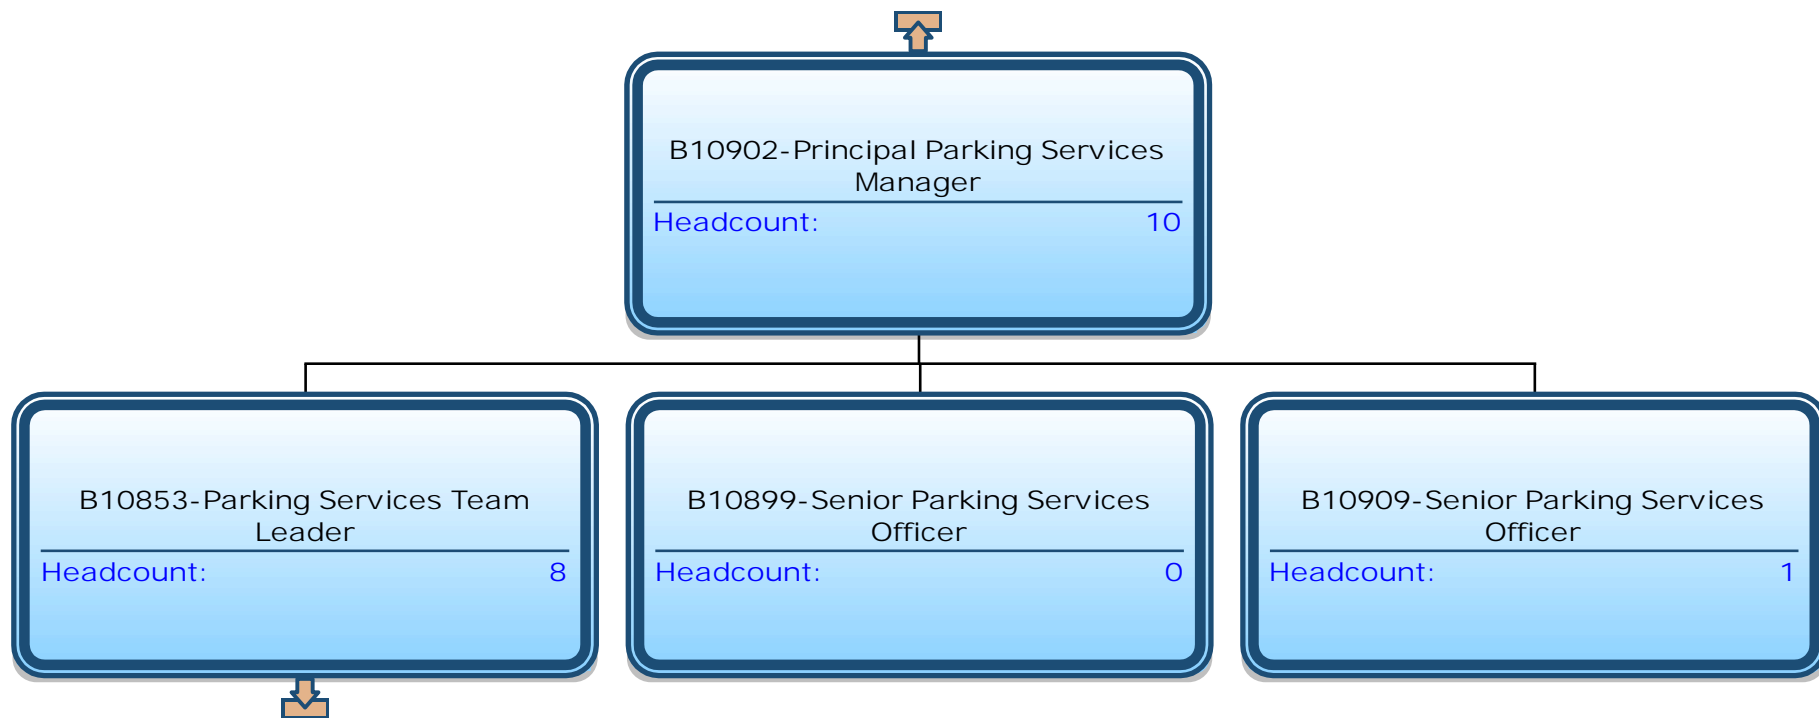 B10902-Principal Parking Services
Manager
Headcount: 10
B10853-Parking Services Team
Leader
Headcount: 8
B10899-Senior Parking Services
Officer
Headcount: 0
B10909-Senior Parking Services
Officer
Headcount: 1